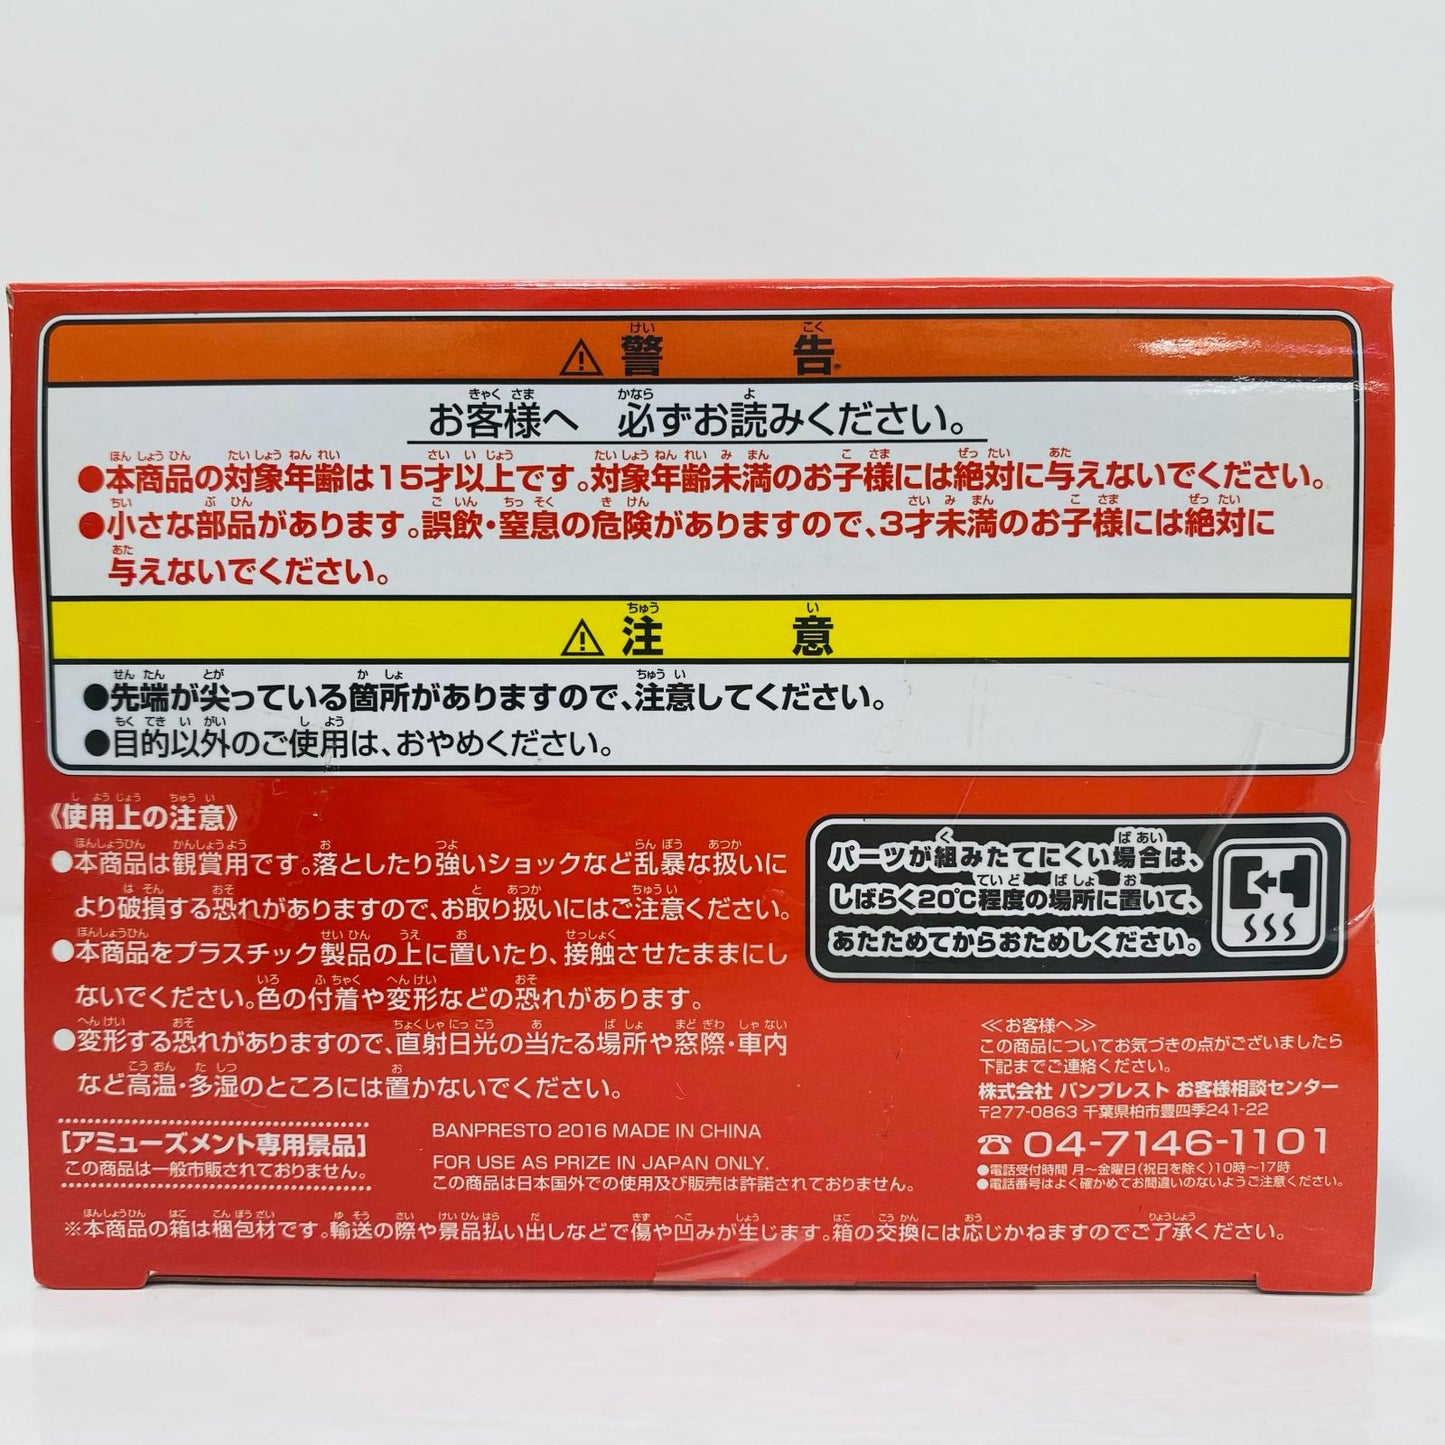 ⚠警告
お客様へ 必ずお読みください。
●本商品の対象年齢は15才以上です。対象年齢未満のお子様には絶対に与えないでください。
●小さな部品があります。誤飲・窒息の危険がありますので、3才未満のお子様には絶対に
与えないでください。
⚠注意
●先端が尖っている箇所がありますので、注意してください。
●目的以外のご使用は、おやめください。
《使用上の注意》
●本商品は観賞用です。落としたり強いショックなど乱暴な扱いに
より破損する恐れがありますので、お取り扱いにはご注意ください。
●本商品をプラスチック製品の上に置いたり、接触させたままにし
ないでください。色の付着や変形などの恐れがあります。
●変形する恐れがありますので、直射日光の当たる場所や窓際・車内
など高温・多湿のところには置かないでください。
パーツが組みたてにくい場合は、
しばらく20℃程度の場所に置いて、
あたためてからおためしください。
≪お客様へ≫
この商品についてお気づきの点がございましたら
下記までご連絡ください。
株式会社 バンプレスト お客様相談センター
〒277-0863 千葉県柏市豊四季241-22
☎04-7146-1101
●電話受付時間 月～金曜日(祝日を除く)10時～17時
●電話番号はよく確かめてお間違いのないようご注意ください。
[アミューズメント専用景品]
この商品は一般市販されておりません。
BANPRESTO 2016 MADE IN CHINA
FOR USE AS PRIZE IN JAPAN ONLY.
この商品は日本国外での使用及び販売は許諾されておりません。
※本商品の箱は梱包材です。輸送の際や景品払い出しなどで傷や凹みが生じます。箱の交換には応じかねますのでご了承ください。